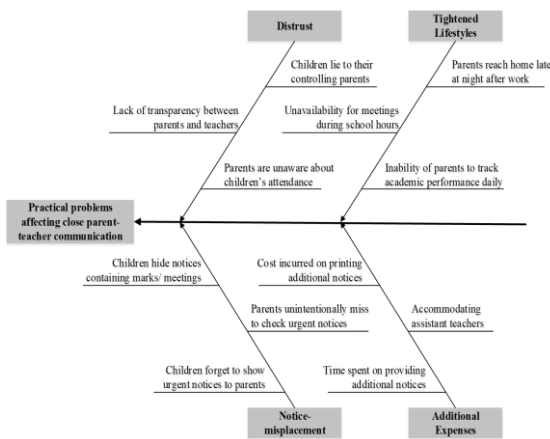 Distrust
Tightened
Lifestyles
Children lie to their
controlling parents
Parents reach home late
at night after work
Lack of transparency between
parents and teachers
Unavailability for meetings
during school hours
Parents are unaware about
children's attendance
Inability of parents to track
academic performance daily
Practical problems
affecting close parent-
teacher communication
Children hide notices
containing marks/ meetings
Cost incurred on printing
additional notices
Parents unintentionally miss
to check urgent notices
Accommodating
assistant teachers
Children forget to show
urgent notices to parents
Time spent on providing
additional notices
Notice-
misplacement
Additional
Expenses